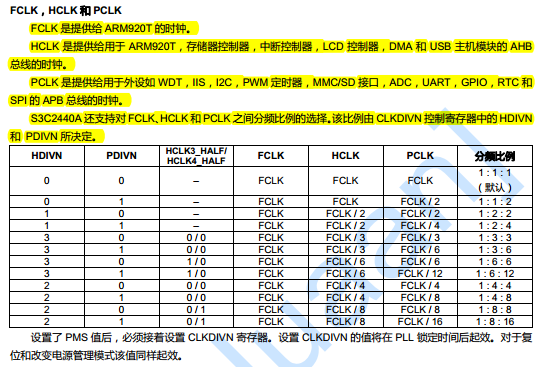 FCLK，HCLK 和 PCLK
FCLK 是提供给 ARM920T 的时钟。
HCLK 是提供给用于 ARM920T，存储器控制器，中断控制器，LCD 控制器，DMA 和 USB 主机模块的 AHB
总线的时钟。
PCLK 是提供给用于外设如 WDT，IIS，I2C，PWM 定时器，MMC/SD 接口，ADC，UART，GPIO，RTC 和
SPI 的 APB 总线的时钟。
S3C2440A 还支持对 FCLK、HCLK 和 PCLK 之间分频比例的选择。该比例由 CLKDIVN 控制寄存器中的 HDIVN
和 PDIVN 所决定。
HDIVN PDIVN HCLK3_HALF/ FCLK HCLK PCLK 分频比例
HCLK4_HALF
0 0 – FCLK FCLK FCLK 1 : 1 : 1
（默认）
0 1 – FCLK FCLK FCLK / 2 1 : 1 : 2
1 0 – FCLK FCLK / 2 FCLK / 2 1 : 2 : 2
1 1 – FCLK FCLK / 2 FCLK / 4 1 : 2 : 4
3 0 0 / 0 FCLK FCLK / 3 FCLK / 3 1 : 3 : 3
3 1 0 / 0 FCLK FCLK / 3 FCLK / 6 1 : 3 : 6
3 0 1 / 0 FCLK FCLK / 6 FCLK / 6 1 : 6 : 6
3 1 1 / 0 FCLK FCLK / 6 FCLK / 12 1 : 6 : 12
2 0 0 / 0 FCLK FCLK / 4 FCLK / 4 1 : 4 : 4
2 1 0 / 0 FCLK FCLK / 4 FCLK / 8 1 : 4 : 8
2 0 0 / 1 FCLK FCLK / 8 FCLK / 8 1 : 8 : 8
2 1 0 / 1 FCLK FCLK / 8 FCLK / 16 1 : 8 : 16
设置了 PMS 值后，必须接着设置 CLKDIVN 寄存器。设置 CLKDIVN 的值将在 PLL 锁定时间后起效。对于复
位和改变电源管理模式该值同样起效。